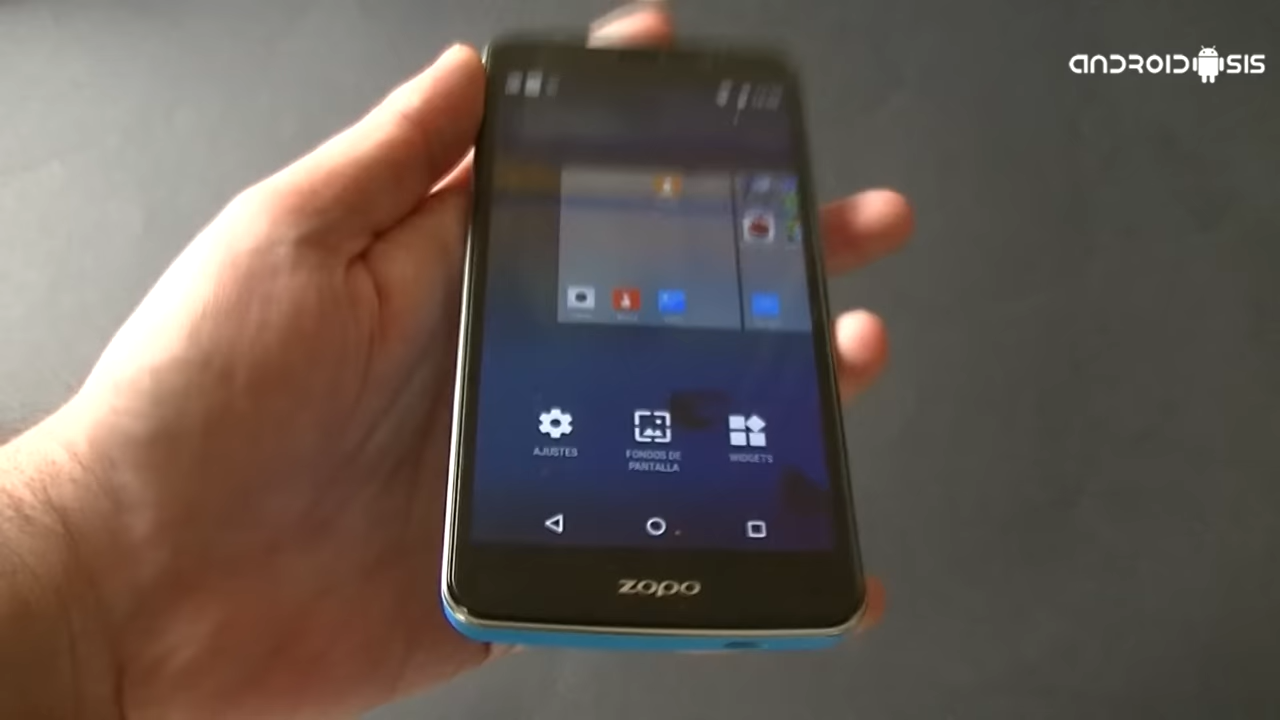 ANDROIDSIS
AJUSTES
FONDOS DE
PANTALLA
WIDGETS
ZOPO